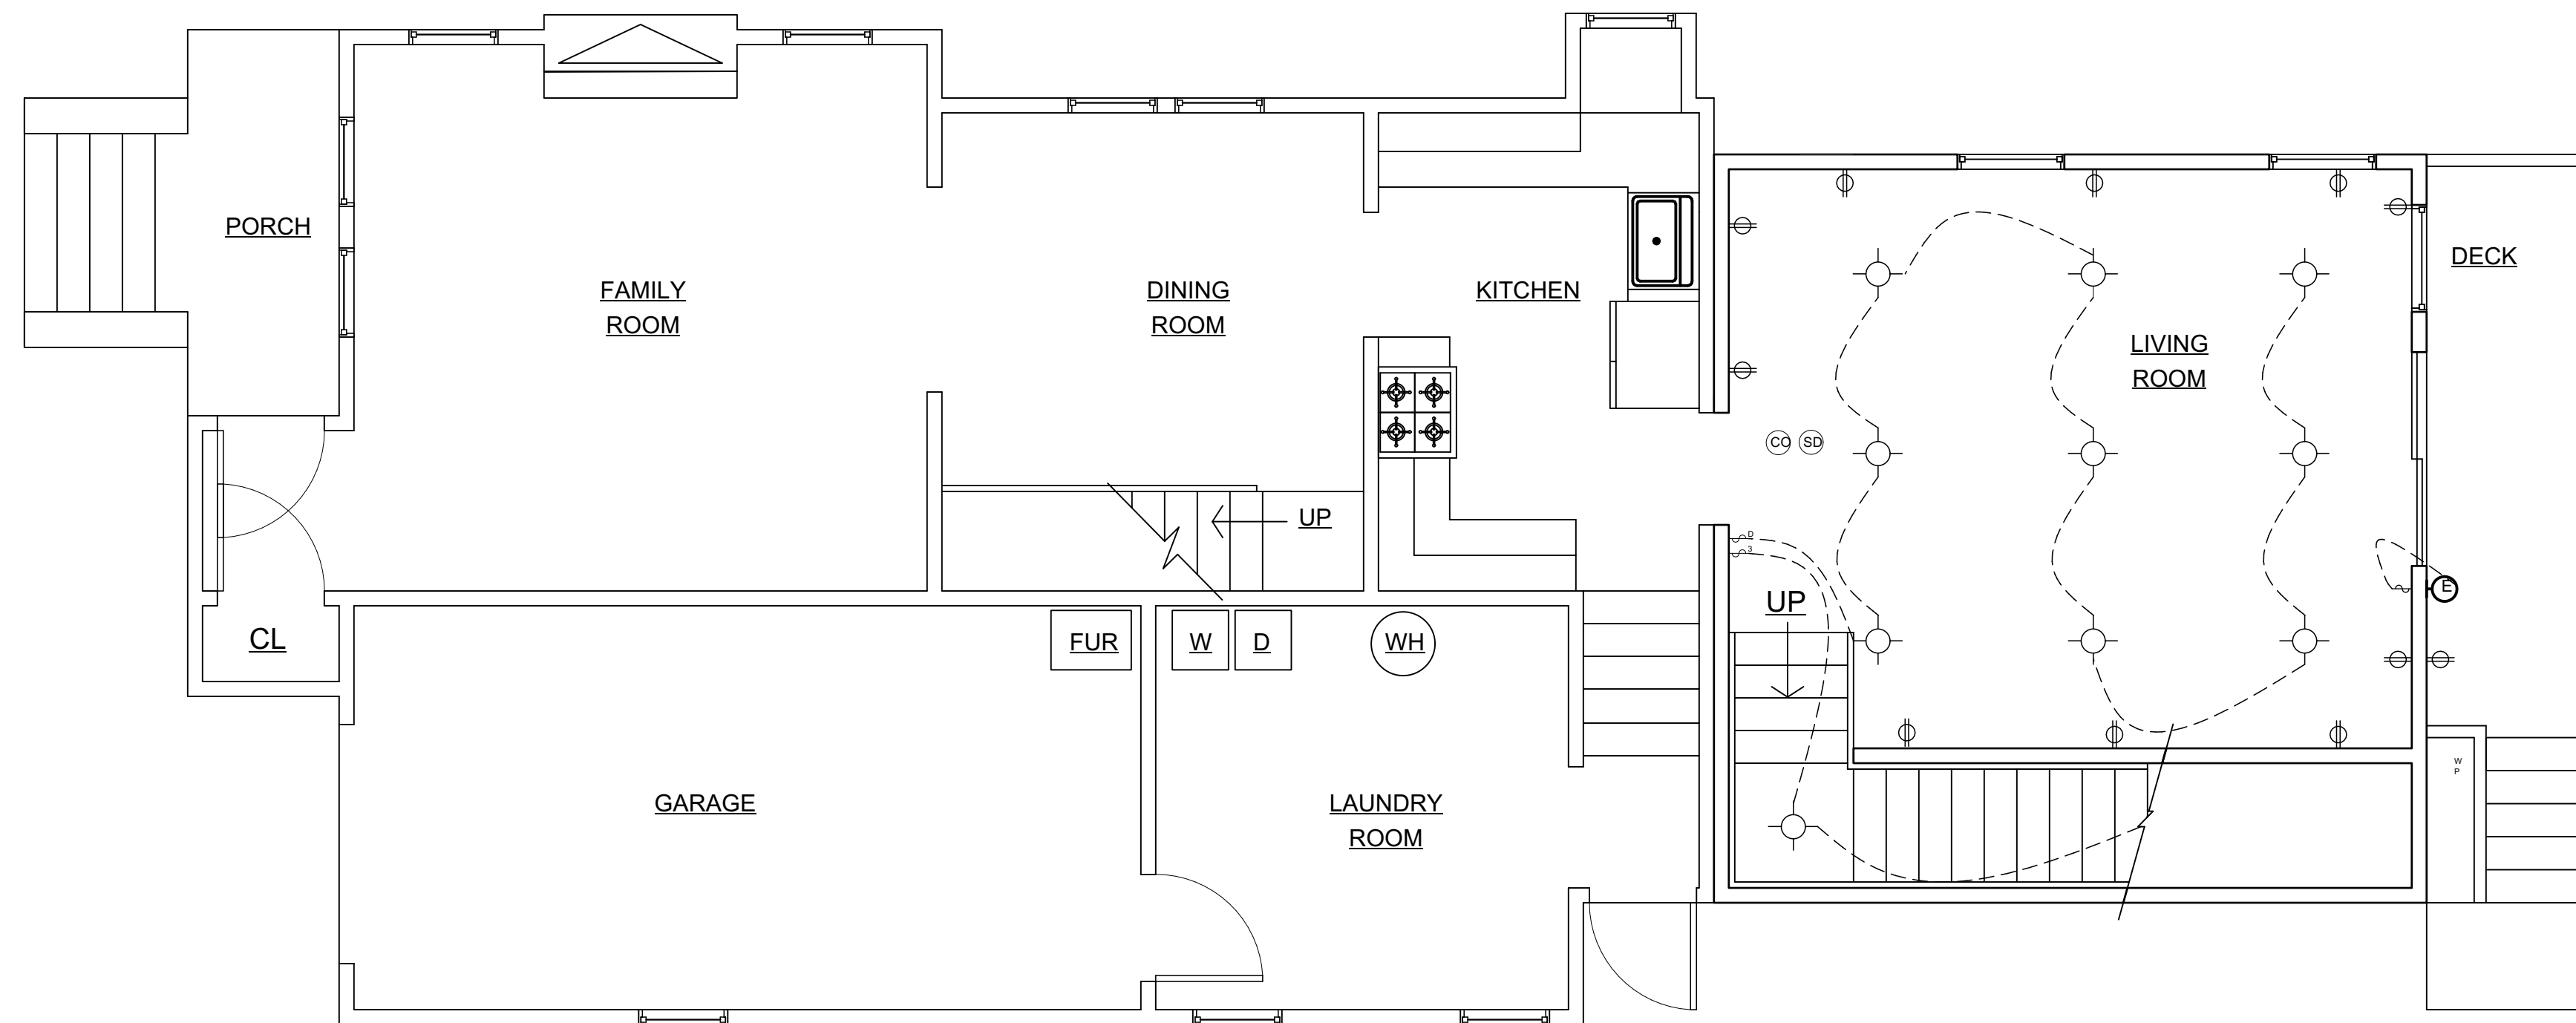 PORCH
FAMILY
ROOM
DINING
ROOM
KITCHEN
LIVING
ROOM
DECK
CO
SD
UP
D
3
UP
E
CL
FUR
W
D
WH
GARAGE
LAUNDRY
ROOM
W
P